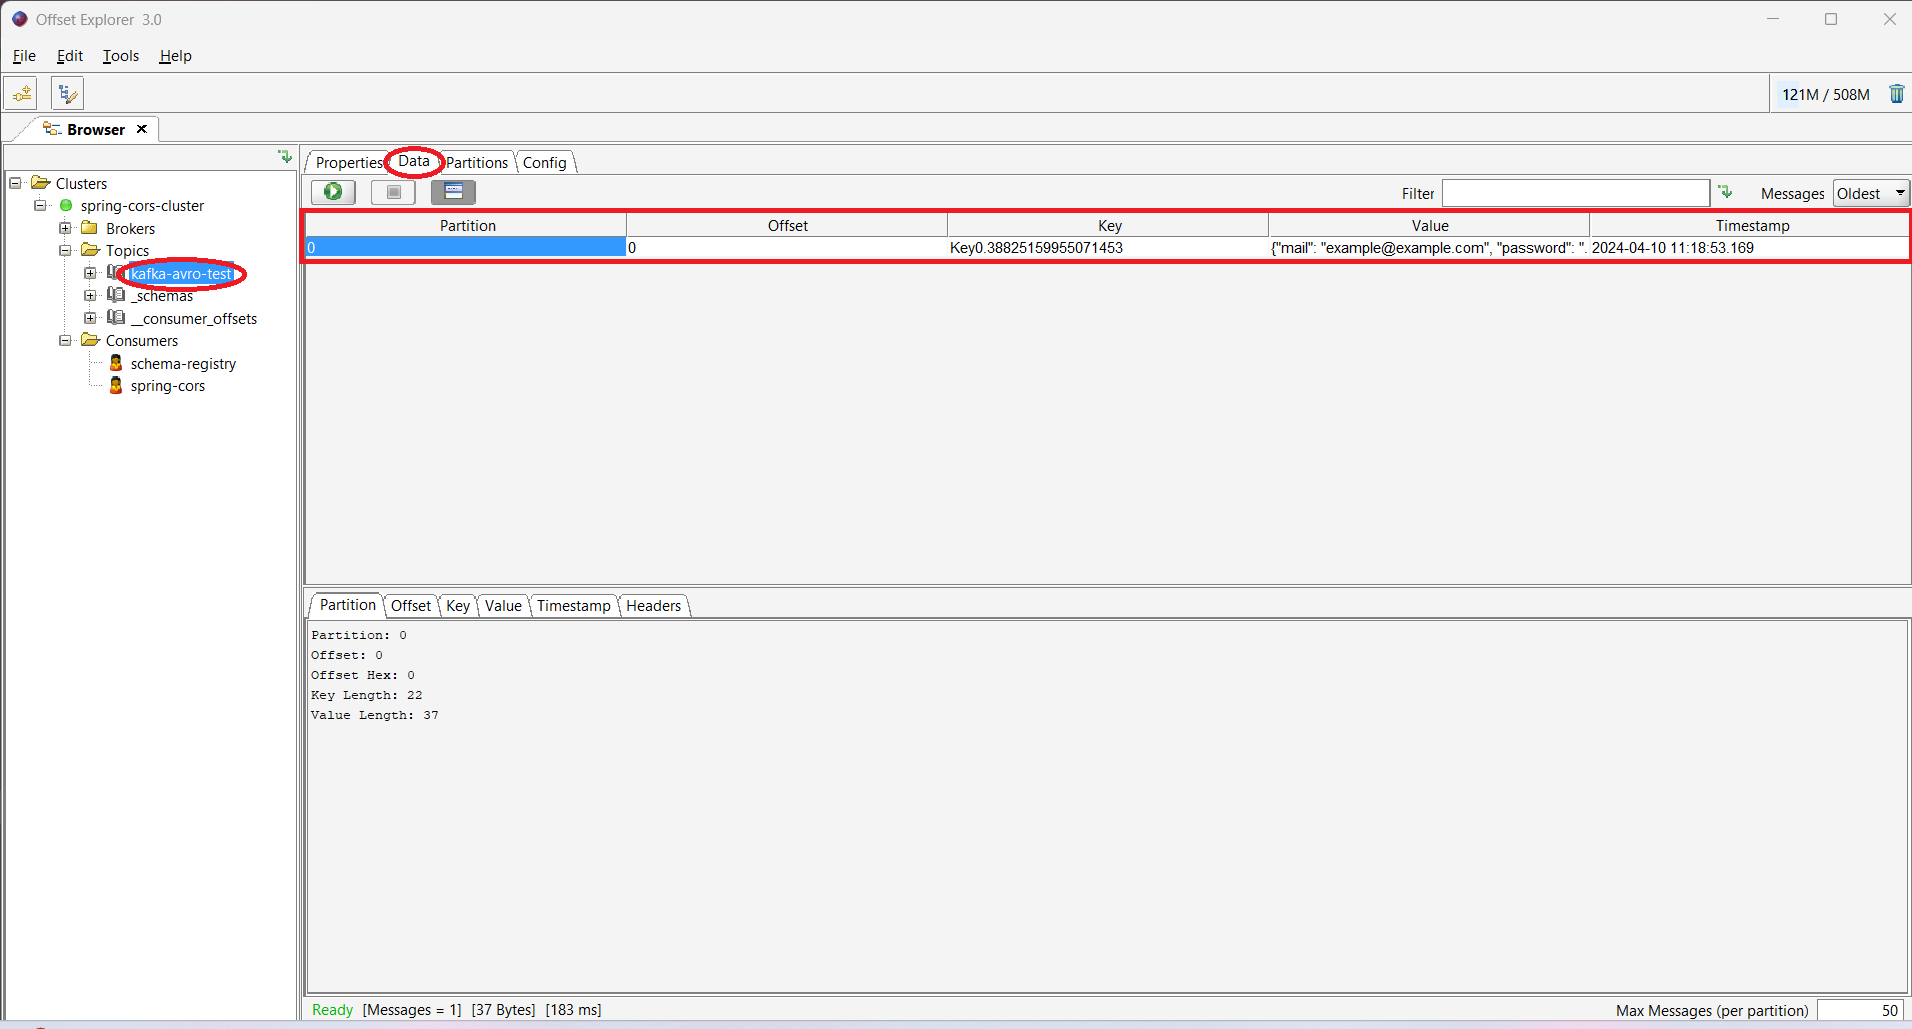 Offset Explorer 3.0
File Edit Tools Help
121M / 508M
Browser
Clusters
spring-cors-cluster
Brokers
Topics
kafka-avro-test
_schemas
__consumer_offsets
Consumers
schema-registry
spring-cors
Properties Data Partitions Config
Filter Messages Oldest
Partition Offset Key Value Timestamp
0 0 Key0.38825159955071453 {"mail": "example@example.com", "password": ".. 2024-04-10 11:18:53.169
Partition Offset Key Value Timestamp Headers
Partition: 0
Offset: 0
Offset Hex: 0
Key Length: 22
Value Length: 37
Ready [Messages = 1] [37 Bytes] [183 ms]
Max Messages (per partition) 50